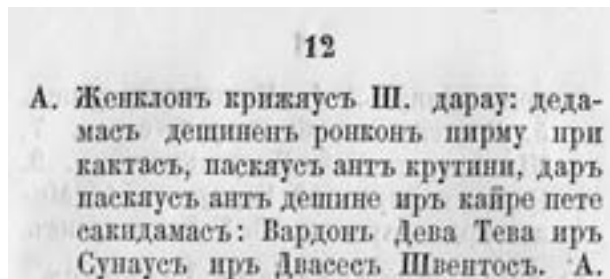 12
А. Женклонъ крижяусъ Ш. дарау: деда-
масъ дешиненъ ронконъ пирму при
кактасъ, паскяусъ антъ крутини, даръ
паскяусъ антъ дешине иръ кайре пете
сакидамасъ: Вардонъ Дева Тева иръ
Сунаусъ иръ Двасесъ Швентосъ. А.